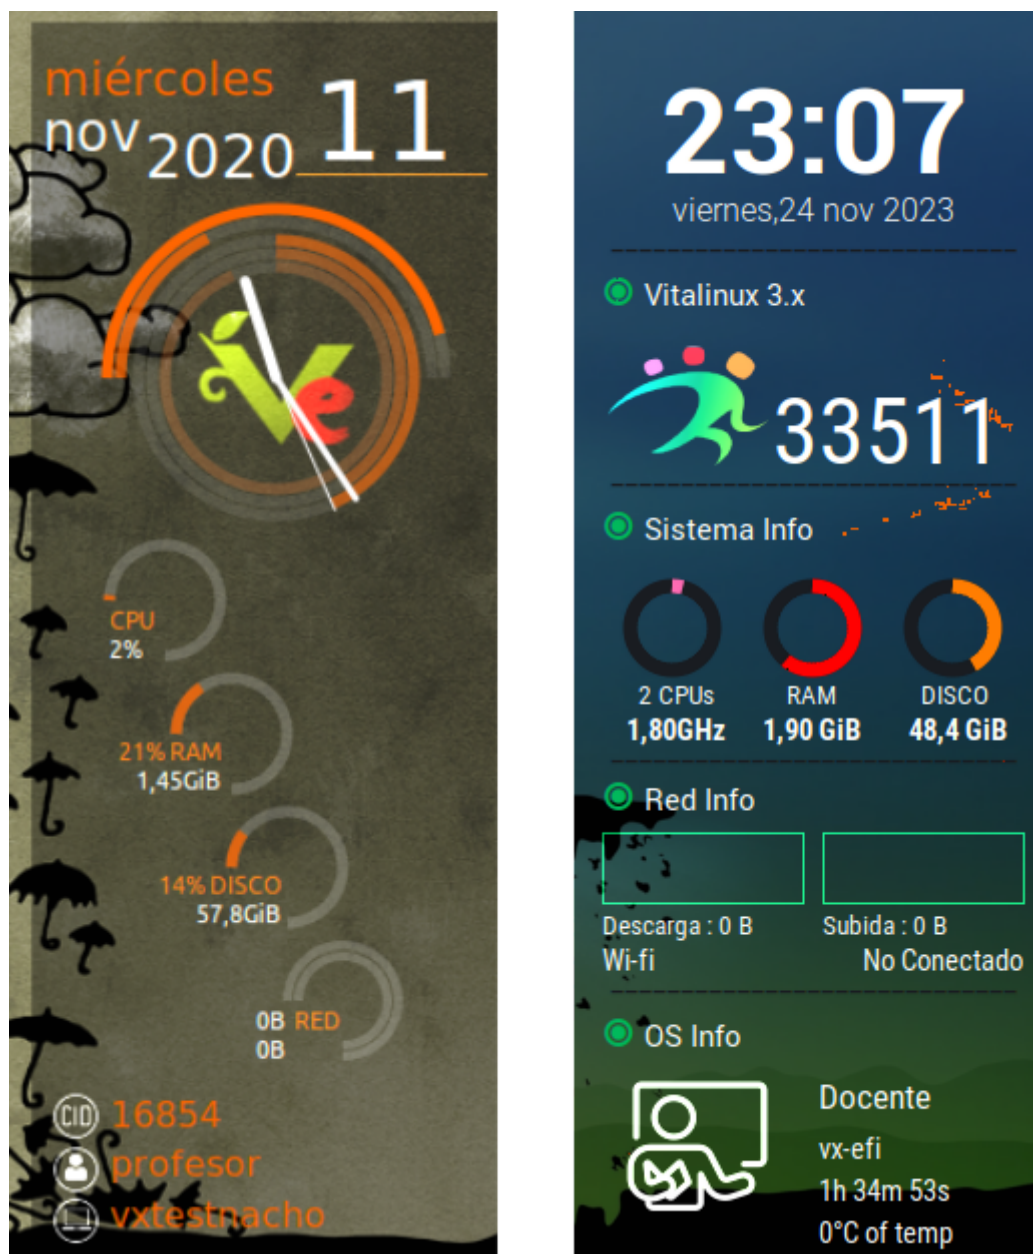 miércoles
nov 2020 11
Ve
CPU
2%
21% RAM
1,45GiB
14% DISCO
57,8GiB
0B RED
0B
CID 16854
profesor
vxtestnacho
23:07
viernes,24 nov 2023
Vitalinux 3.x
33511
Sistema Info
2 CPUs RAM DISCO
1,80GHz 1,90 GiB 48,4 GiB
Red Info
Descarga : 0 B Subida : 0 B
Wi-fi No Conectado
OS Info
Docente
vx-efi
1h 34m 53s
0°C of temp